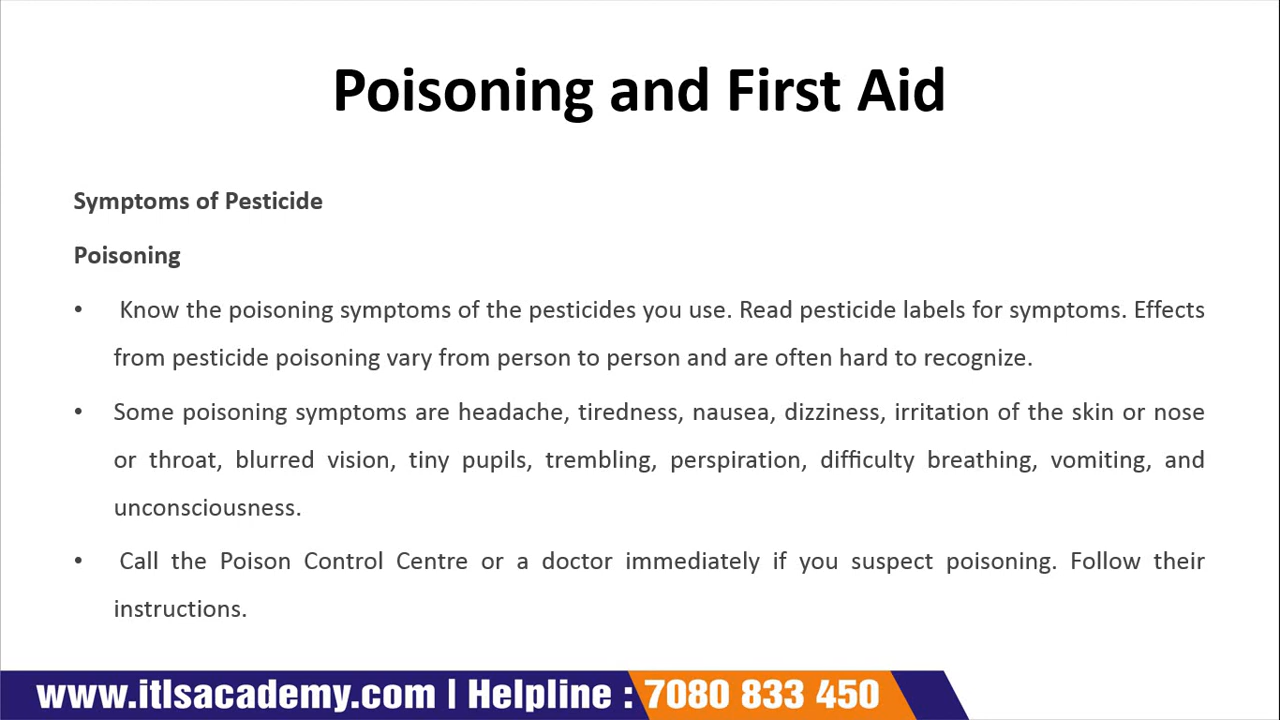 Poisoning and First Aid
Symptoms of Pesticide
Poisoning
• Know the poisoning symptoms of the pesticides you use. Read pesticide labels for symptoms. Effects
from pesticide poisoning vary from person to person and are often hard to recognize.
• Some poisoning symptoms are headache, tiredness, nausea, dizziness, irritation of the skin or nose
or throat, blurred vision, tiny pupils, trembling, perspiration, difficulty breathing, vomiting, and
unconsciousness.
• Call the Poison Control Centre or a doctor immediately if you suspect poisoning. Follow their
instructions.
www.itlsacademy.com | Helpline : 7080 833 450